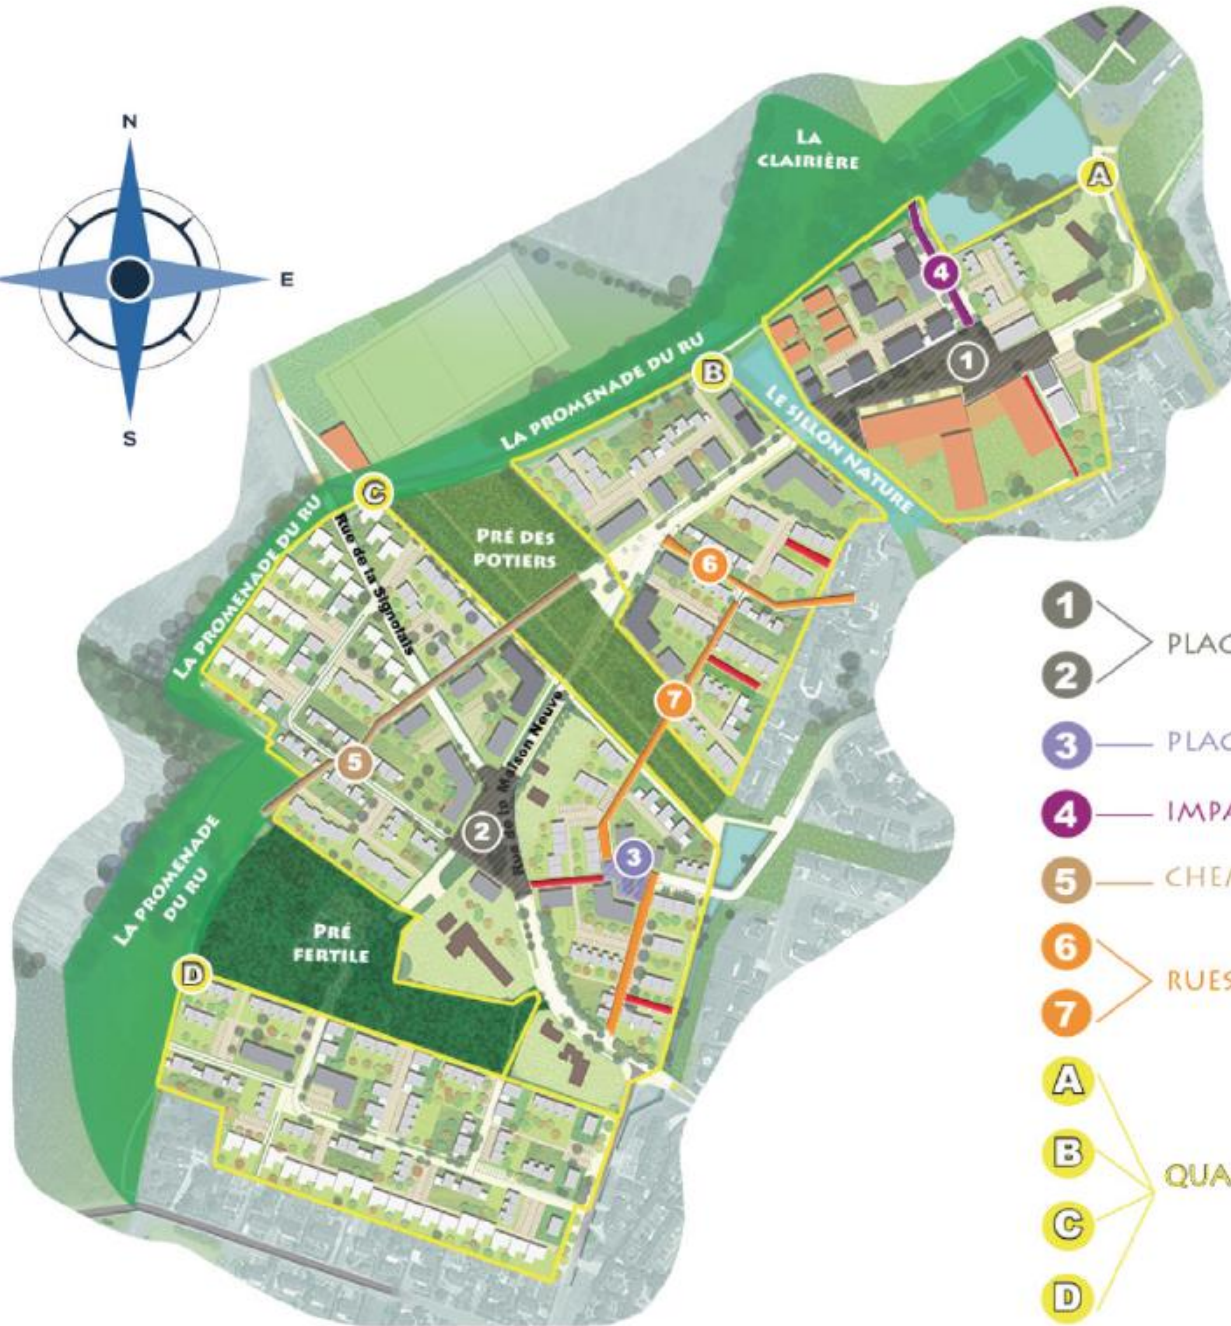 N
E
S
LA
CLAIRIÈRE
A
4
1
LA PROMENADE DU RU
B
LE SILLON NATURE
C
LA PROMENADE DU RU
Rue de la Signolais
PRÉ DES
POTIERS
6
7
5
Rue de la Maison Neuve
2
3
LA PROMENADE
DU RU
PRÉ
FERTILE
D
1
2
PLAC
3
PLAC
4
IMPA
5
CHEM
6
7
RUES
A
B
C
D
QUA